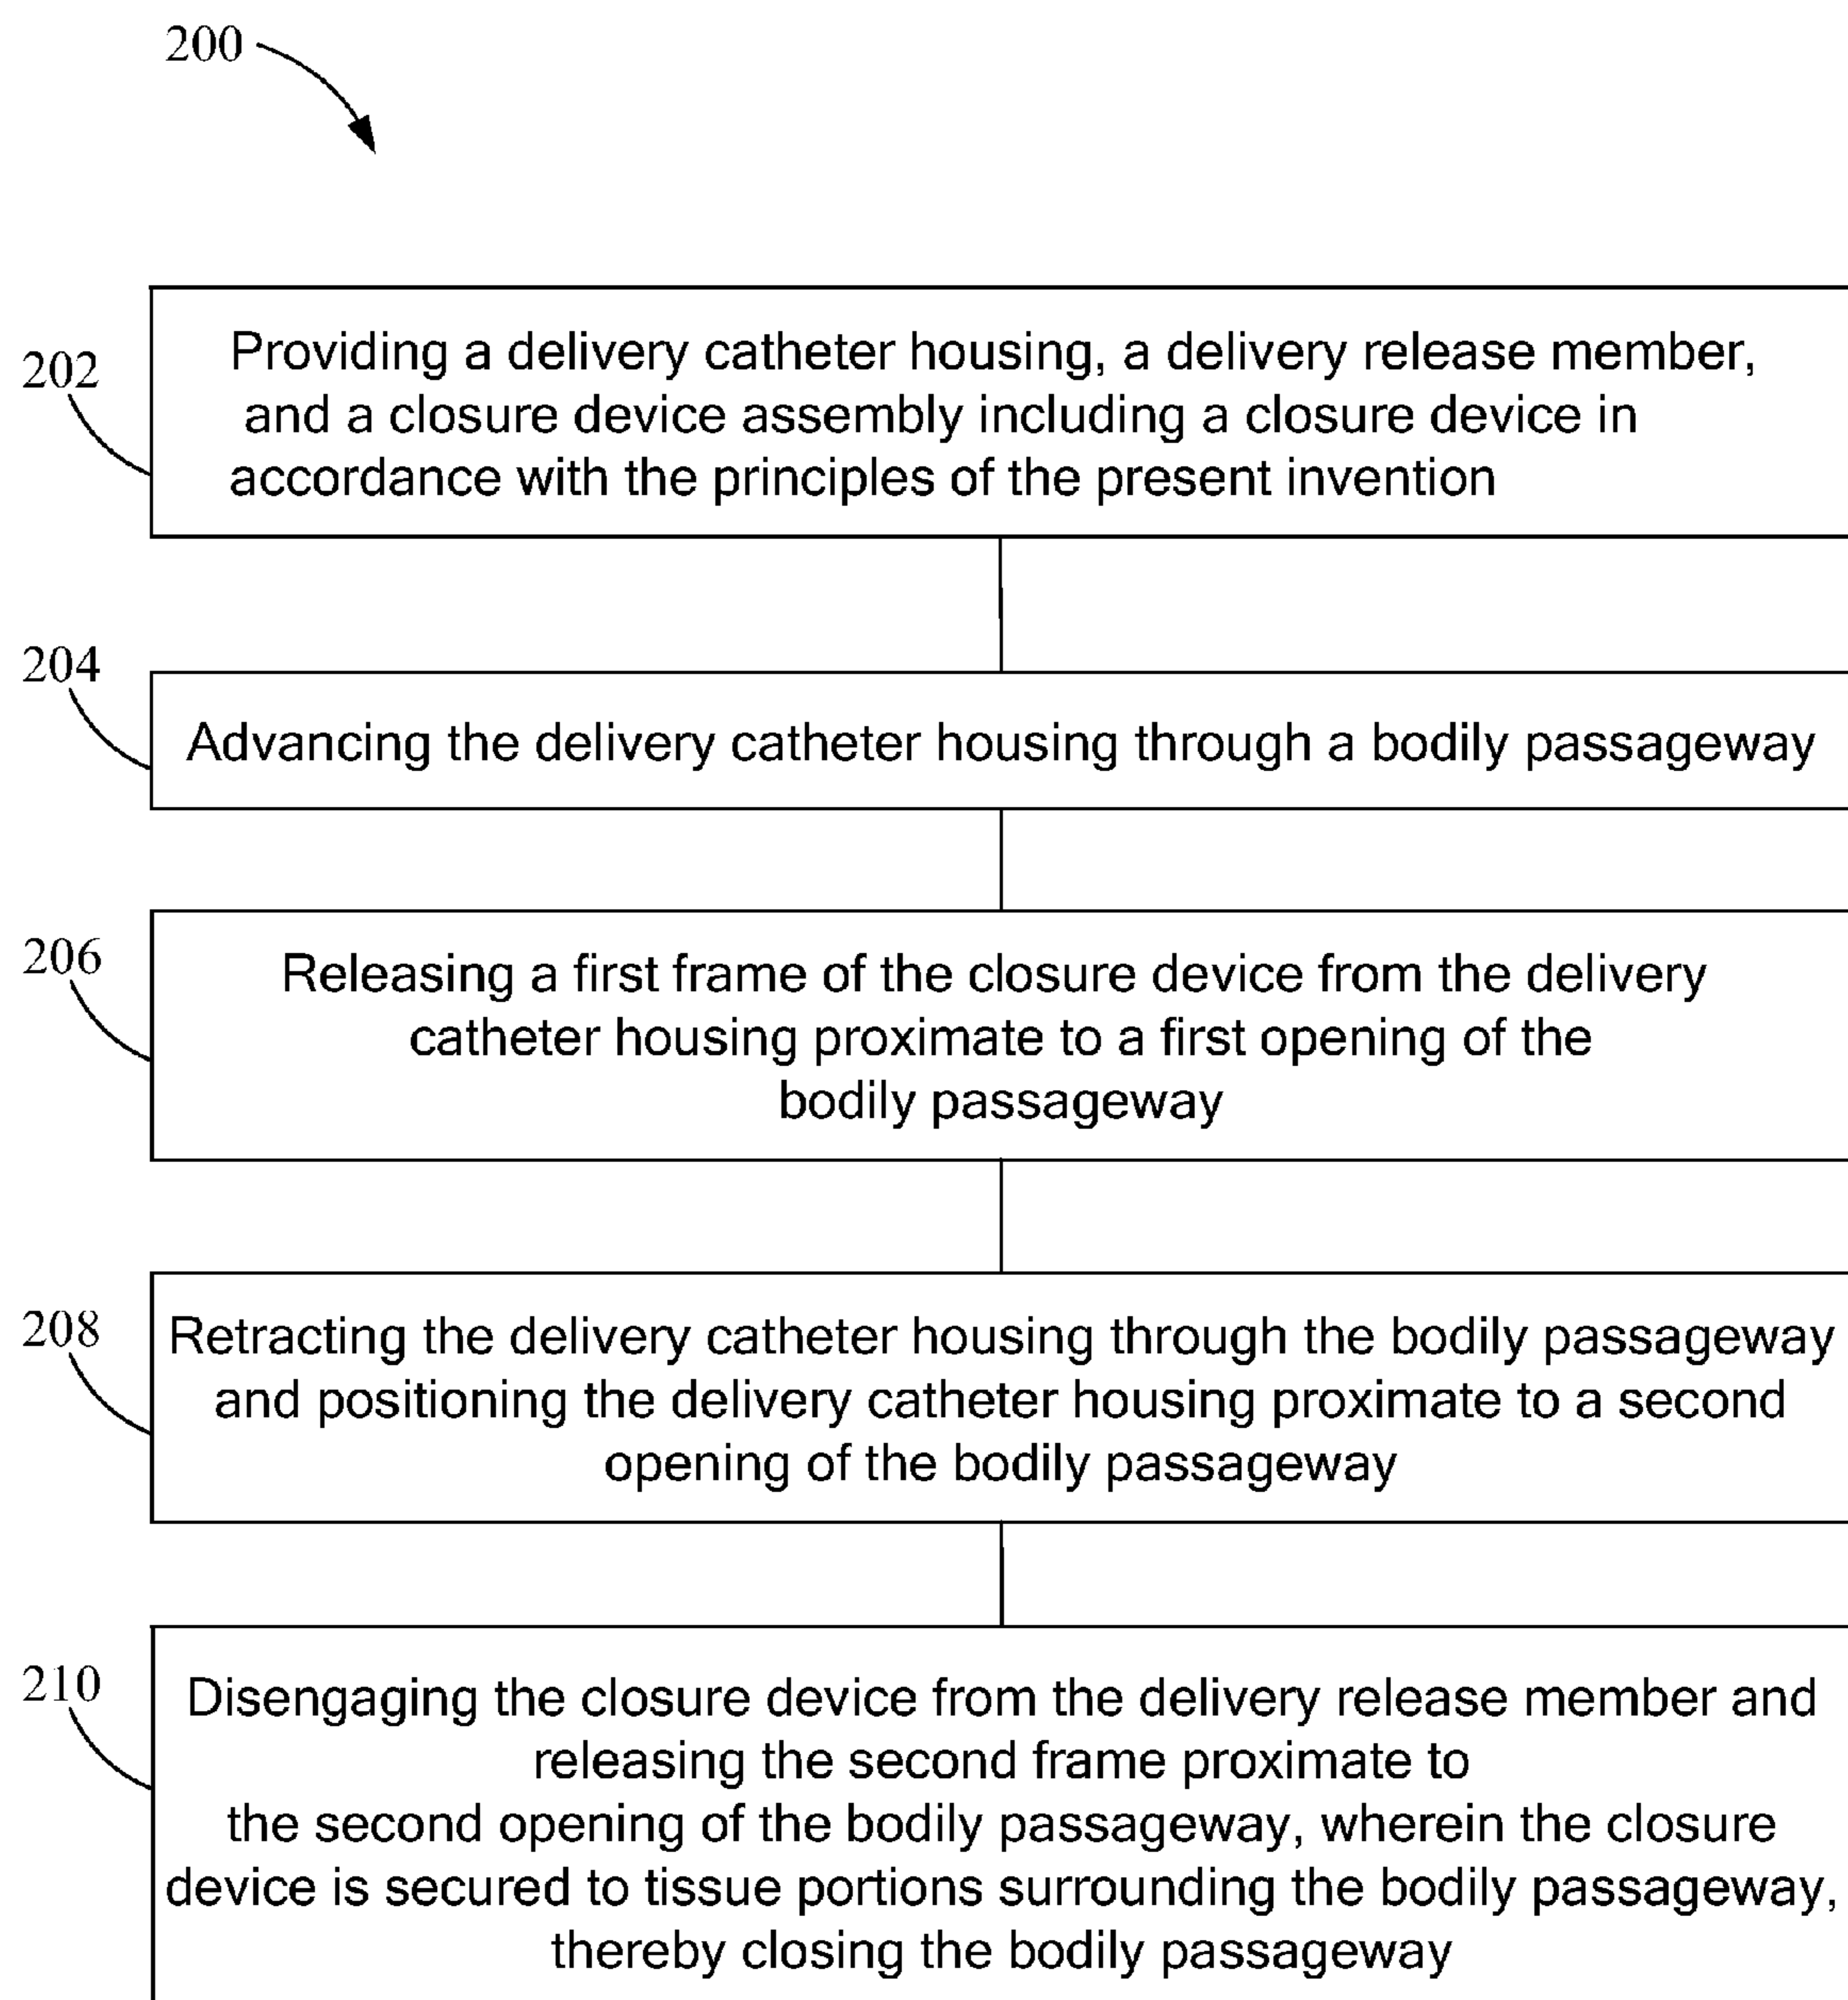 200
202
Providing a delivery catheter housing, a delivery release member,
and a closure device assembly including a closure device in
accordance with the principles of the present invention
204
Advancing the delivery catheter housing through a bodily passageway
206
Releasing a first frame of the closure device from the delivery
catheter housing proximate to a first opening of the
bodily passageway
208
Retracting the delivery catheter housing through the bodily passageway
and positioning the delivery catheter housing proximate to a second
opening of the bodily passageway
210
Disengaging the closure device from the delivery release member and
releasing the second frame proximate to
the second opening of the bodily passageway, wherein the closure
device is secured to tissue portions surrounding the bodily passageway,
thereby closing the bodily passageway